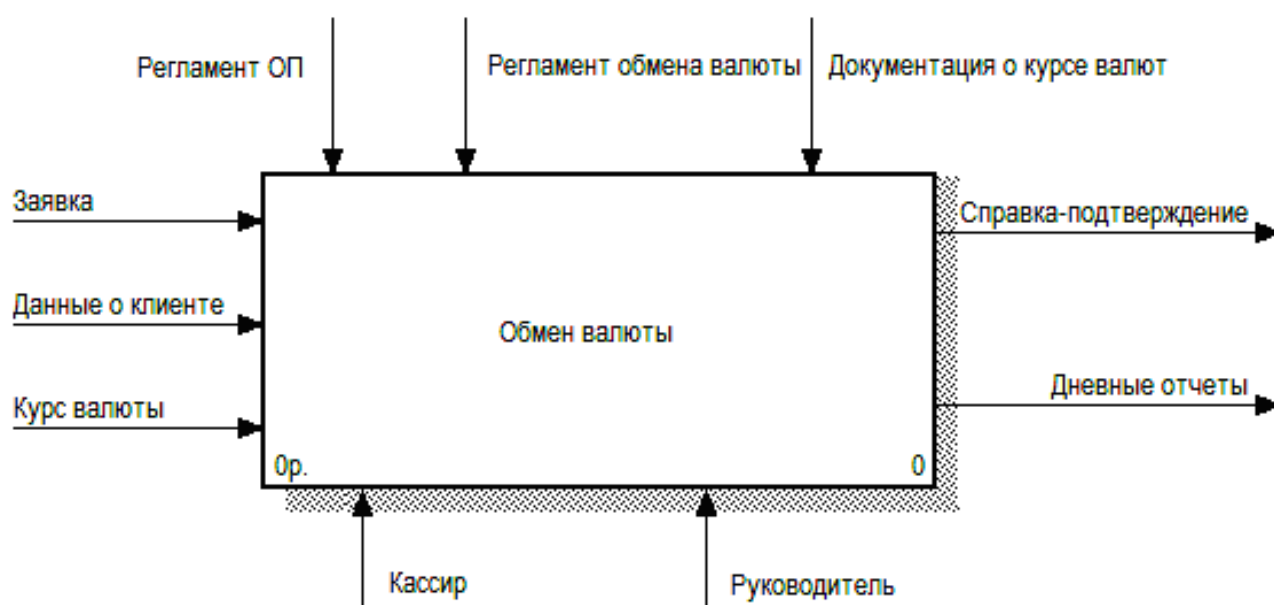 Регламент ОП
Регламент обмена валюты
Документация о курсе валют
Заявка
Справка-подтверждение
Данные о клиенте
Обмен валюты
Дневные отчеты
Курс валюты
0р.
0
Кассир
Руководитель